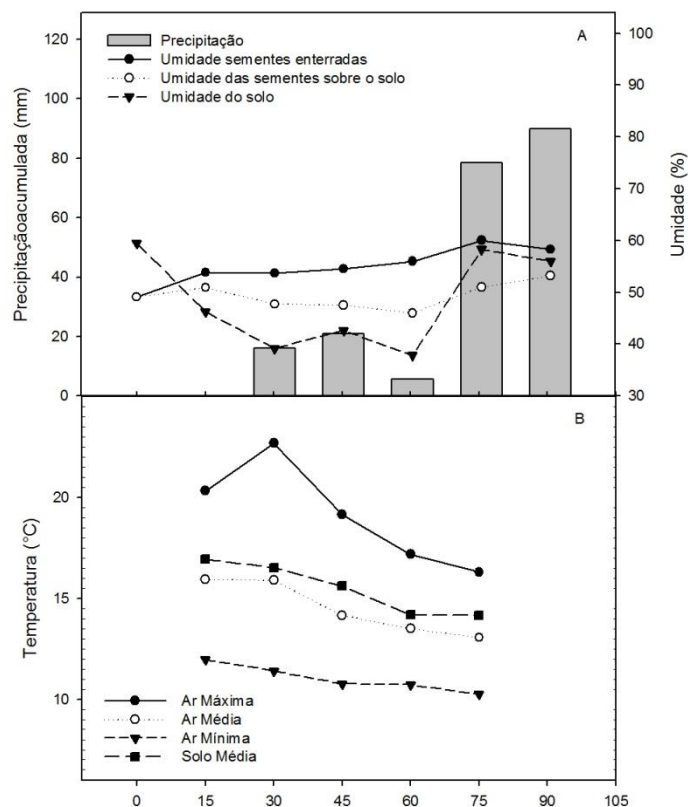 A
Precipitação
Umidade sementes enterradas
Umidade das sementes sobre o solo
Umidade do solo
Precipitaçãoacumulada (mm)
120
100
80
60
40
20
0
Umidade (%)
100
90
80
70
60
50
40
30
B
Temperatura (°C)
20
15
10
Ar Máxima
Ar Média
Ar Mínima
Solo Média
0 15 30 45 60 75 90 105